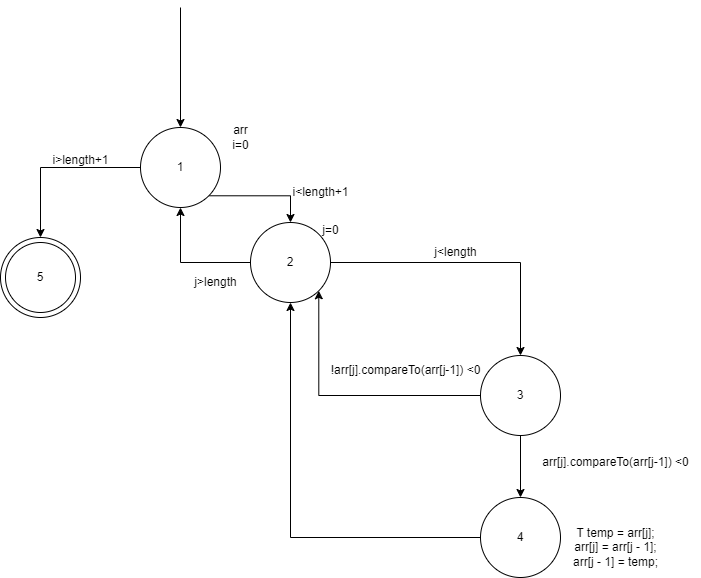 arr
i=0
i>length+1
1
i<length+1
j=0
2
j<length
j>length
5
!arr[j].compareTo(arr[j-1]) <0
3
arr[j].compareTo(arr[j-1]) <0
4
T temp = arr[j];
arr[j] = arr[j - 1];
arr[j - 1] = temp;